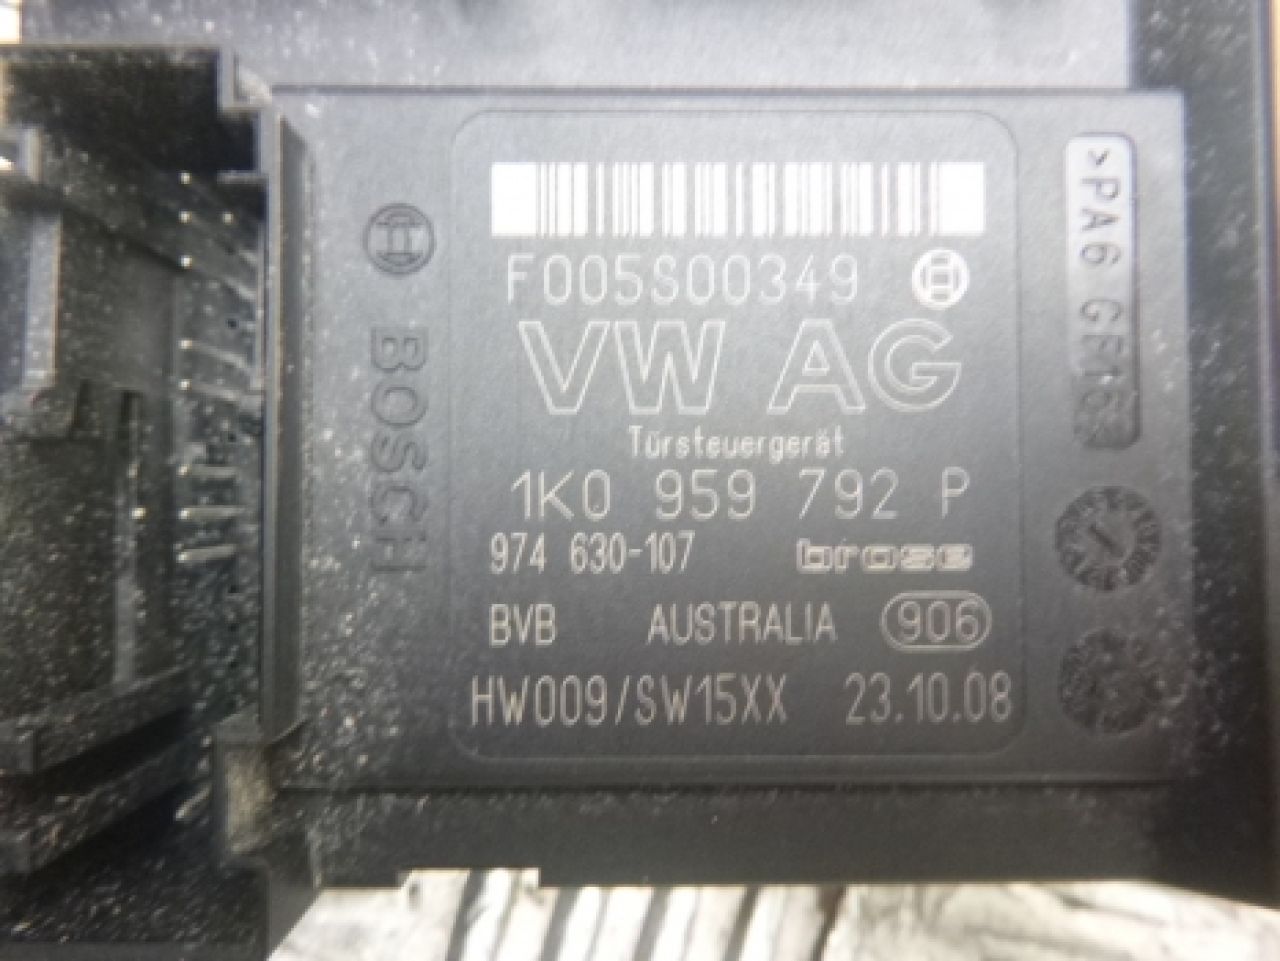 F005S00349
VW AG
Türsteuergerät
1K0 959 792 P
974 630-107 brose
BVB AUSTRALIA 906
HW009/SW15XX 23.10.08
BOSCH
>PA6 GF15<